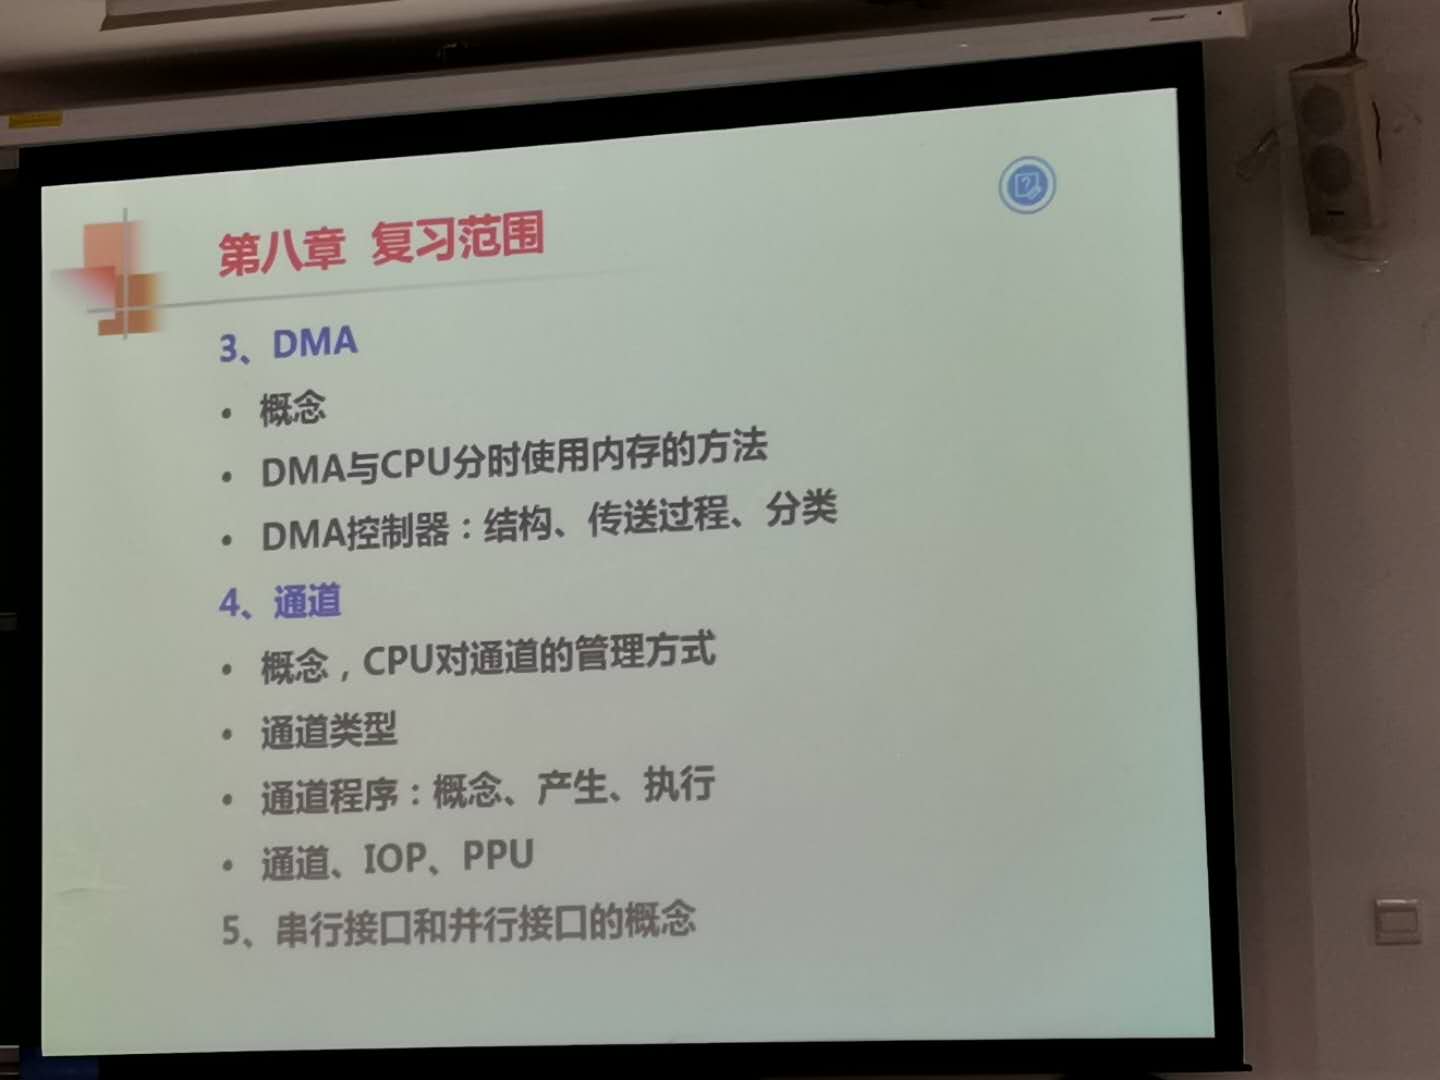 第八章 复习范围
3、DMA
• 概念
• DMA与CPU分时使用内存的方法
• DMA控制器：结构、传送过程、分类
4、通道
• 概念，CPU对通道的管理方式
• 通道类型
• 通道程序：概念、产生、执行
• 通道、IOP、PPU
5、串行接口和并行接口的概念